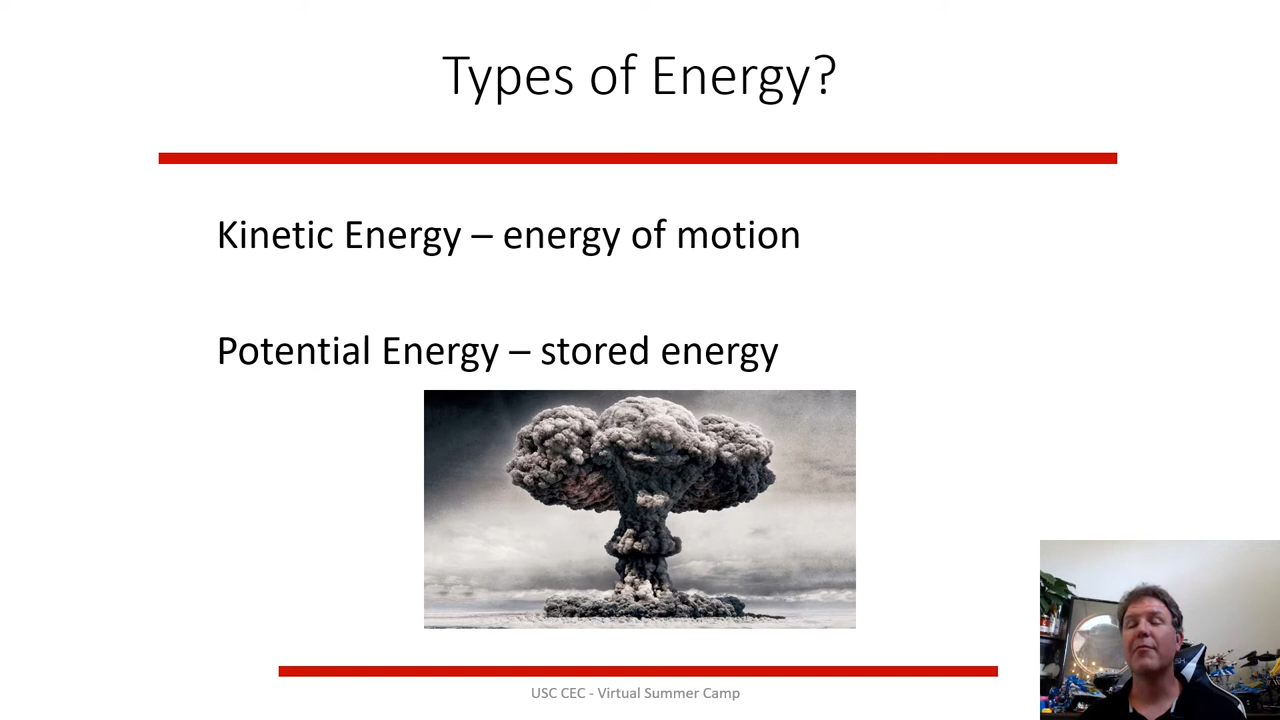 Types of Energy?
Kinetic Energy – energy of motion
Potential Energy – stored energy
USC CEC - Virtual Summer Camp